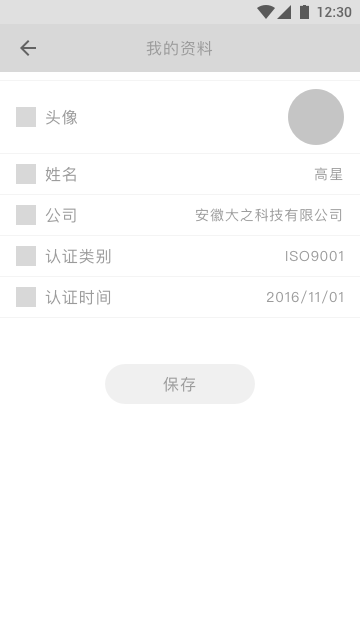 12:30
我的资料
头像
姓名 高星
公司 安徽大之科技有限公司
认证类别 ISO9001
认证时间 2016/11/01
保存